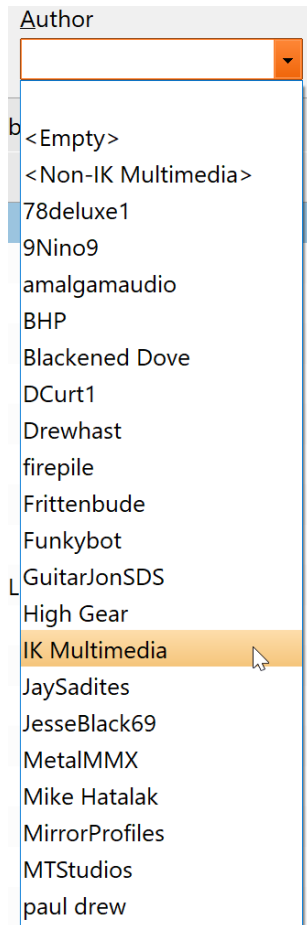 Author
b
<Empty>
<Non-IK Multimedia>
78deluxe1
9Nino9
amalgamaudio
BHP
Blackened Dove
DCurt1
Drewhast
firepile
Frittenbude
Funkybot
L
GuitarJonSDS
High Gear
IK Multimedia
JaySadites
JesseBlack69
MetalMMX
Mike Hatalak
MirrorProfiles
MTStudios
paul drew